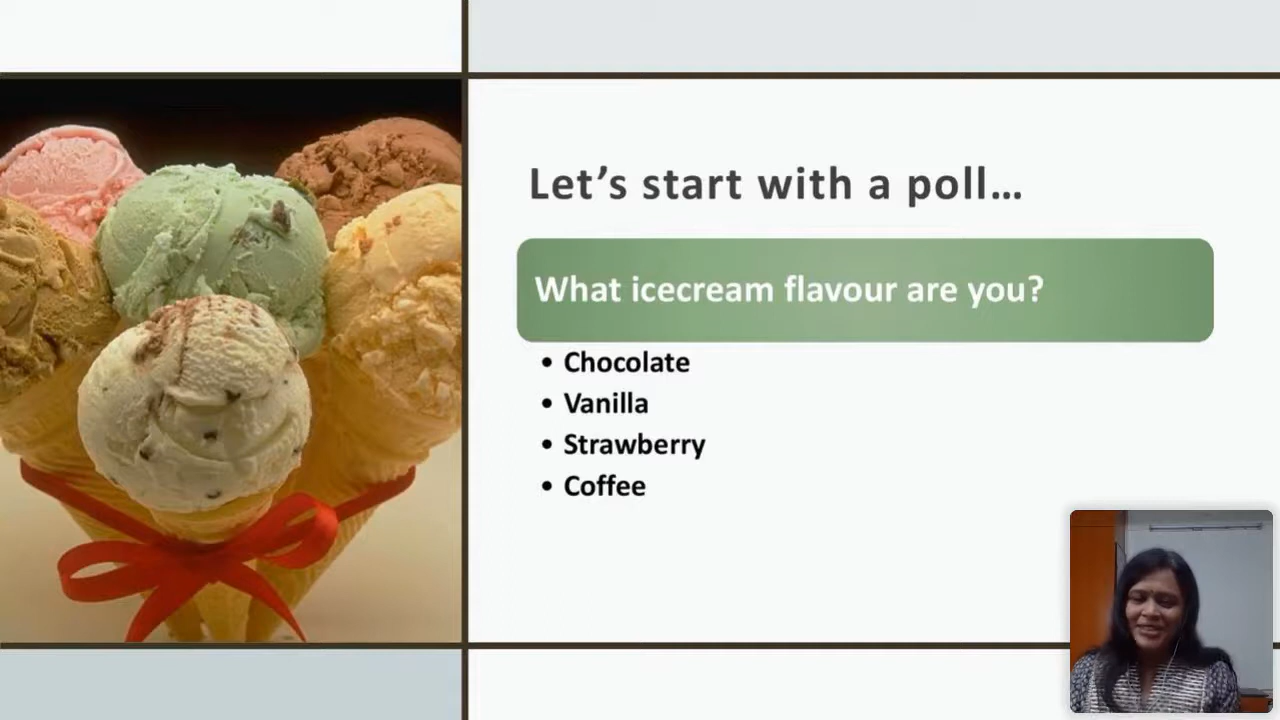 Let’s start with a poll…
What icecream flavour are you?
• Chocolate
• Vanilla
• Strawberry
• Coffee